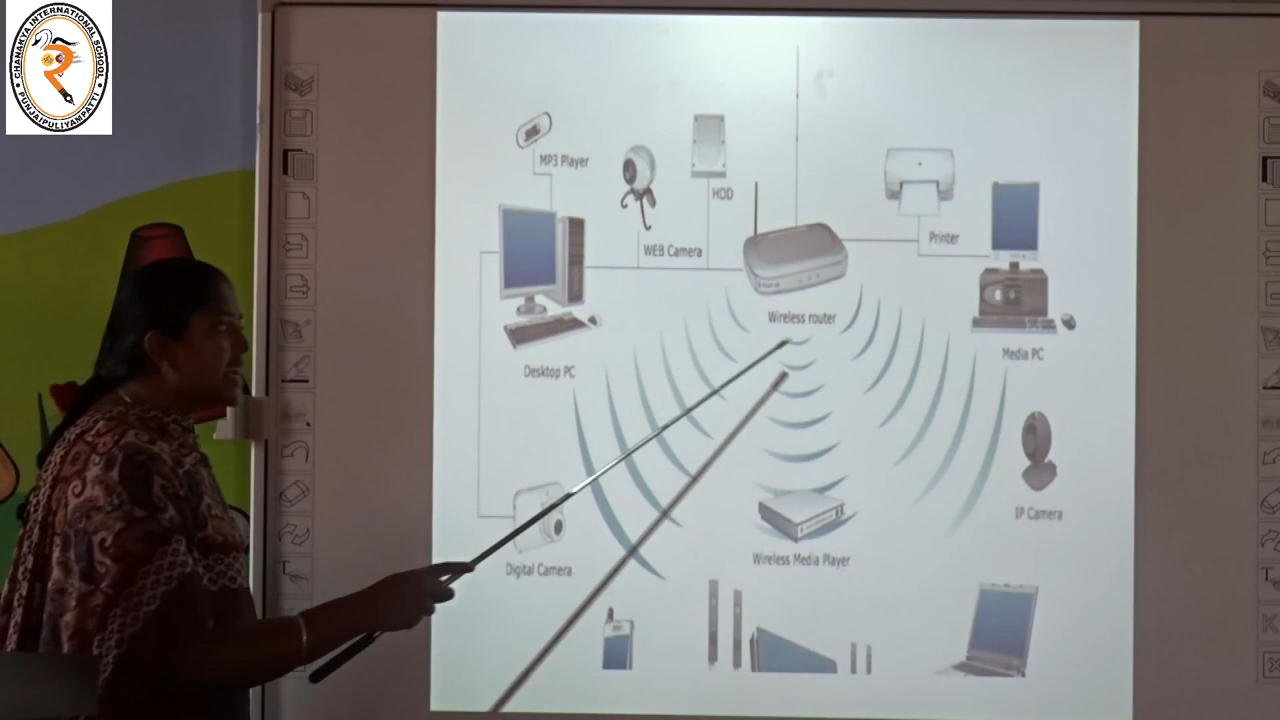 CHANAKYA INTERNATIONAL SCHOOL
PUNJAIPULIYAMPATTI
MP3 Player
HDD
WEB Camera
Printer
Wireless router
Desktop PC
Media PC
IP Camera
Wireless Media Player
Digital Camera